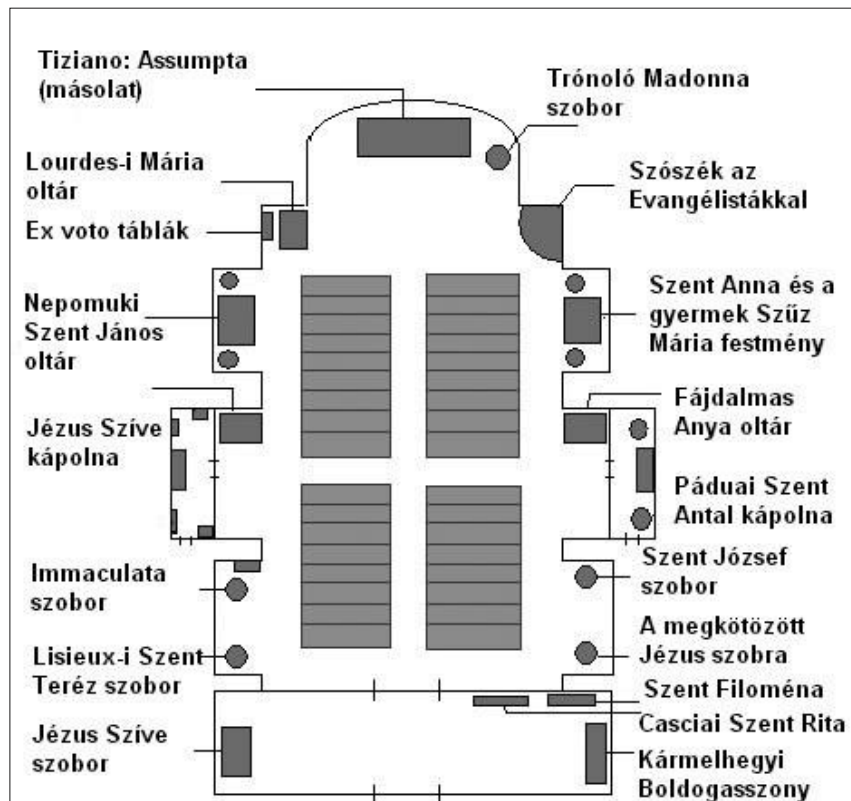 Tiziano: Assumpta
(másolat)
Trónoló Madonna
szobor
Lourdes-i Mária
oltár
Szószék az
Evangélistákkal
Ex voto táblák
Nepomuki
Szent János
oltár
Szent Anna és a
gyermek Szűz
Mária festmény
Jézus Szíve
kápolna
Fájdalmas
Anya oltár
Páduai Szent
Antal kápolna
Immaculata
szobor
Szent József
szobor
Lisieux-i Szent
Teréz szobor
A megkötözött
Jézus szobra
Szent Filoména
Casciai Szent Rita
Jézus Szíve
szobor
Kármelhegyi
Boldogasszony